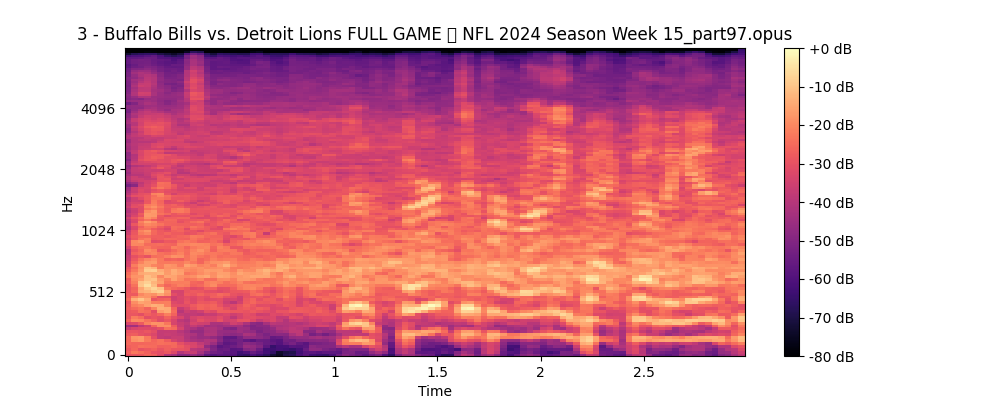 3 - Buffalo Bills vs. Detroit Lions FULL GAME ▯ NFL 2024 Season Week 15_part97.opus
Hz
4096
2048
1024
512
0
0 0.5 1 1.5 2 2.5
Time
+0 dB
-10 dB
-20 dB
-30 dB
-40 dB
-50 dB
-60 dB
-70 dB
-80 dB